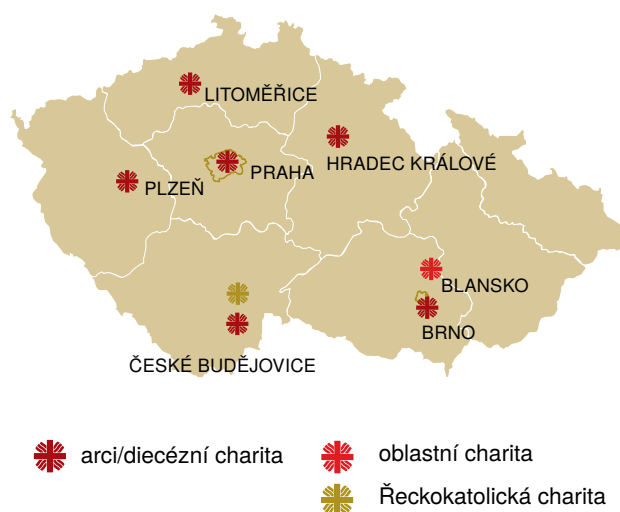 LITOMĚŘICE
HRADEC KRÁLOVÉ
PRAHA
PLZEŇ
BLANSKO
BRNO
ČESKÉ BUDĚJOVICE
arci/diecézní charita
oblastní charita
Řeckokatolická charita